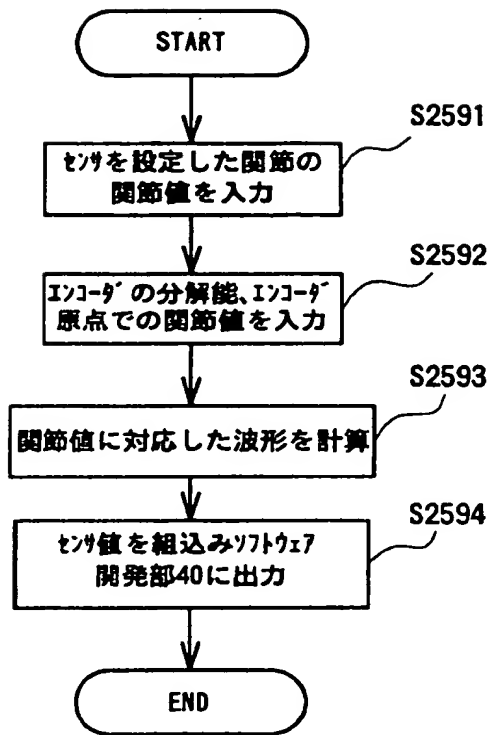 START
S2591
ｾﾝｻを設定した関節の
関節値を入力
S2592
ｴﾝｺｰﾀﾞの分解能､ｴﾝｺｰﾀﾞ
原点での関節値を入力
S2593
関節値に対応した波形を計算
S2594
ｾﾝｻ値を組込みｿﾌﾄｳｪｱ
開発部40に出力
END